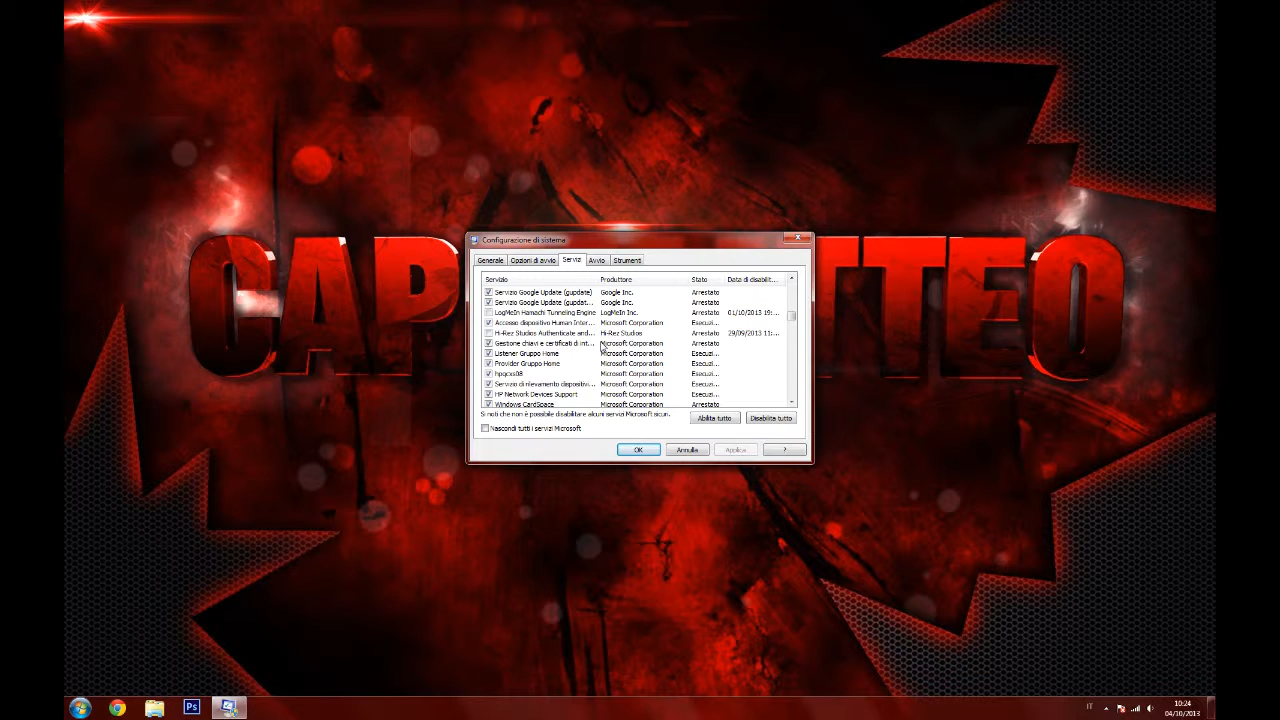 CAP
TTEO
Configurazione di sistema
Generale Opzioni di avvio Servizi Avvio Strumenti
Servizio Produttore Stato Data di disabilit...
Servizio Google Update (gupdate) Google Inc. Arrestato
Servizio Google Update (gupdat... Google Inc. Arrestato
LogMeIn Hamachi Tunneling Engine LogMeIn Inc. Arrestato 01/10/2013 19:...
Accesso dispositivo Human Inter... Microsoft Corporation Esecuzi...
Hi-Rez Studios Authenticate and... Hi-Rez Studios Arrestato 29/09/2013 11:...
Gestione chiavi e certificati di int... Microsoft Corporation Arrestato
Listener Gruppo Home Microsoft Corporation Esecuzi...
Provider Gruppo Home Microsoft Corporation Esecuzi...
hpqcxs08 Microsoft Corporation Esecuzi...
Servizio di rilevamento dispositivi... Microsoft Corporation Esecuzi...
HP Network Devices Support Microsoft Corporation Esecuzi...
Windows CardSpace Microsoft Corporation Arrestato
Si noti che non è possibile disabilitare alcuni servizi Microsoft sicuri.
Abilita tutto Disabilita tutto
Nascondi tutti i servizi Microsoft
OK Annulla Applica ?
Ps IT 10:24
04/10/2013